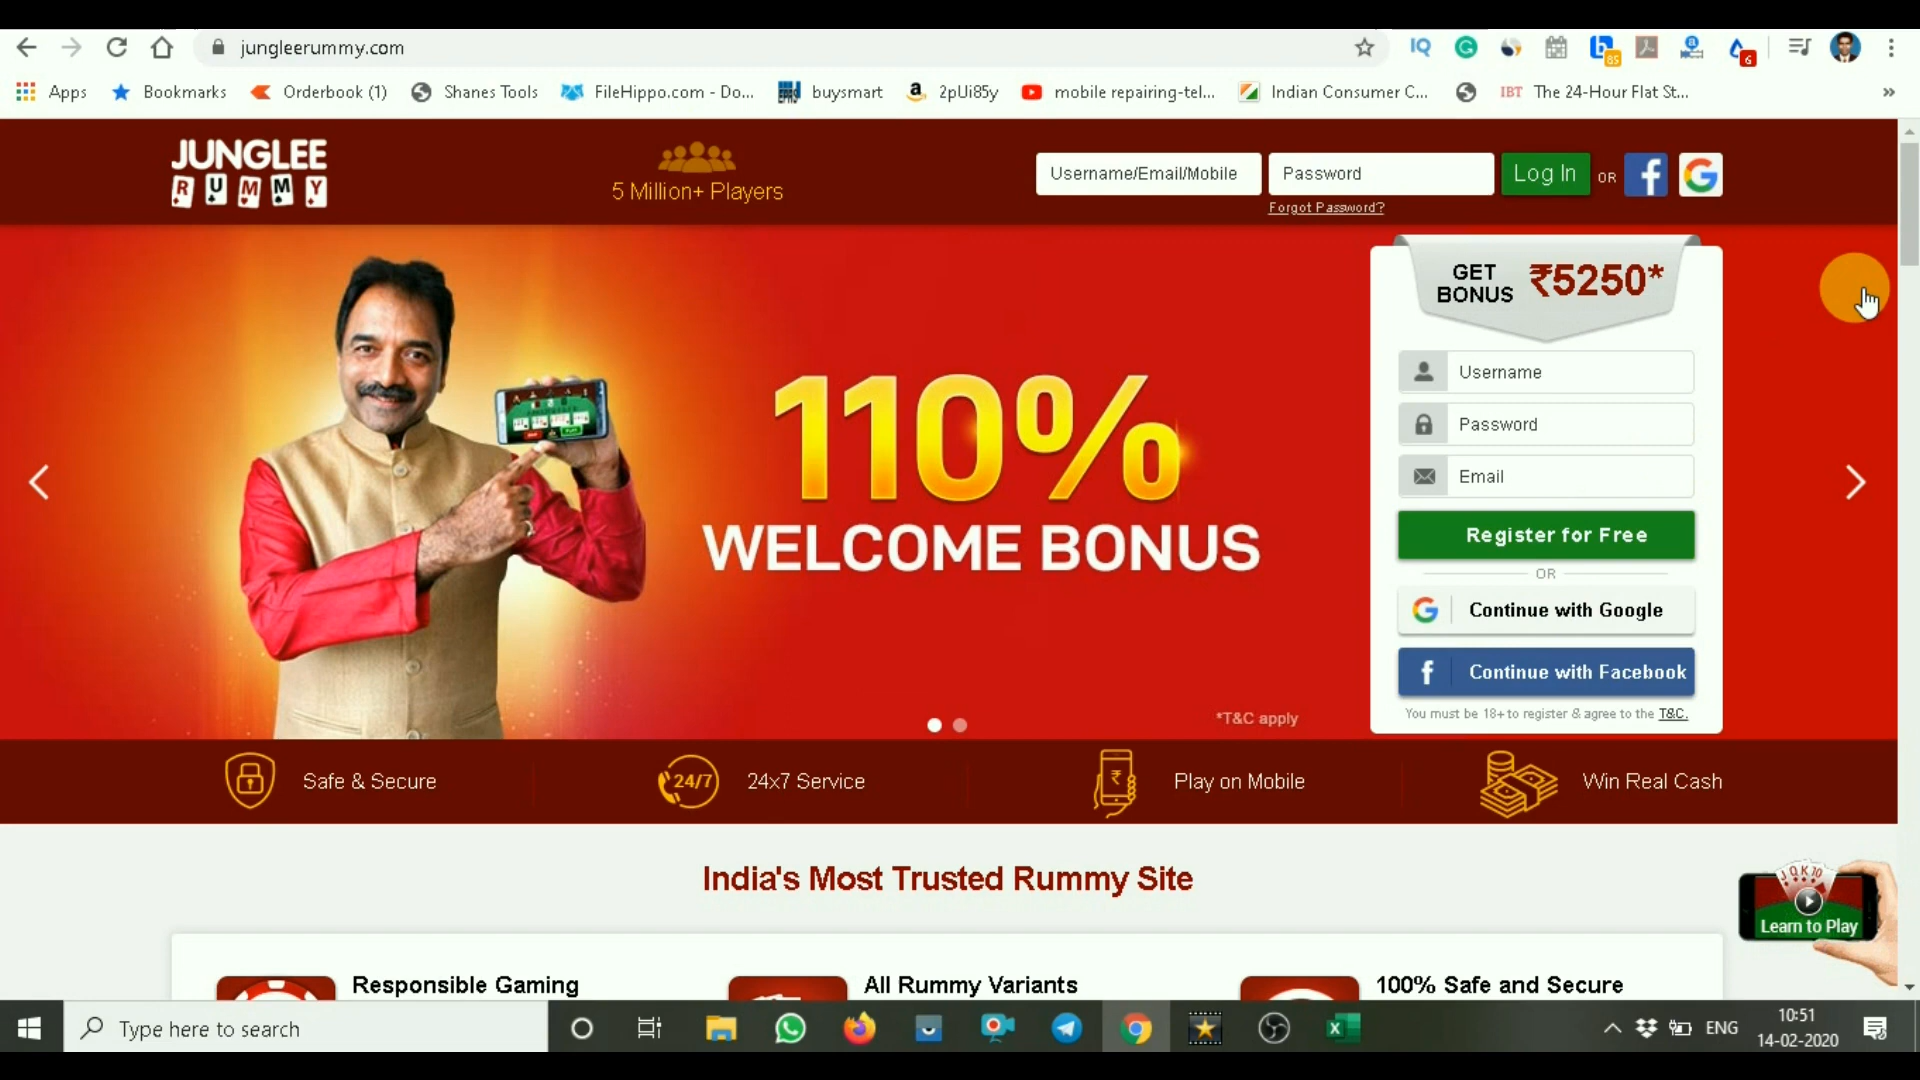 jungleerummy.com
IQ
85
6
Apps
Bookmarks
Orderbook (1)
Shanes Tools
FileHippo.com - Do...
buysmart
2pUi85y
mobile repairing-tel...
Indian Consumer C...
IBT The 24-Hour Flat St...
»
JUNGLEE
RUMMY
5 Million+ Players
Username/Email/Mobile
Password
Log In
OR
Forgot Password?
GET
BONUS
₹5250*
Username
Password
Email
Register for Free
OR
Continue with Google
Continue with Facebook
You must be 18+ to register & agree to the T&C.
110%
WELCOME BONUS
*T&C apply
Safe & Secure
24/7
24x7 Service
Play on Mobile
Win Real Cash
India's Most Trusted Rummy Site
J Q K 10
Learn to Play
Responsible Gaming
All Rummy Variants
100% Safe and Secure
Type here to search
ENG
10:51
14-02-2020